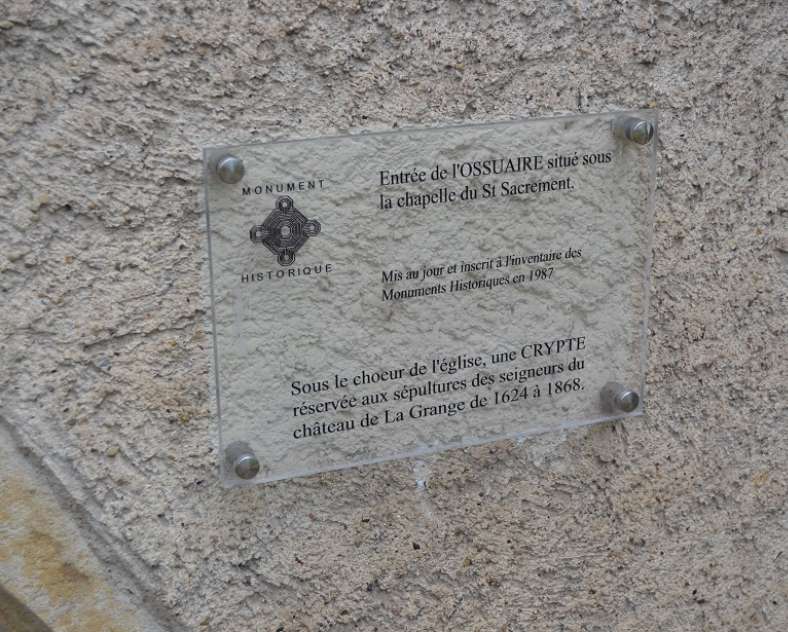 MONUMENT
HISTORIQUE
Entrée de l'OSSUAIRE situé sous
la chapelle du St Sacrement.
Mis au jour et inscrit à l'inventaire des
Monuments Historiques en 1987
Sous le choeur de l'église, une CRYPTE
réservée aux sépultures des seigneurs du
château de La Grange de 1624 à 1868.